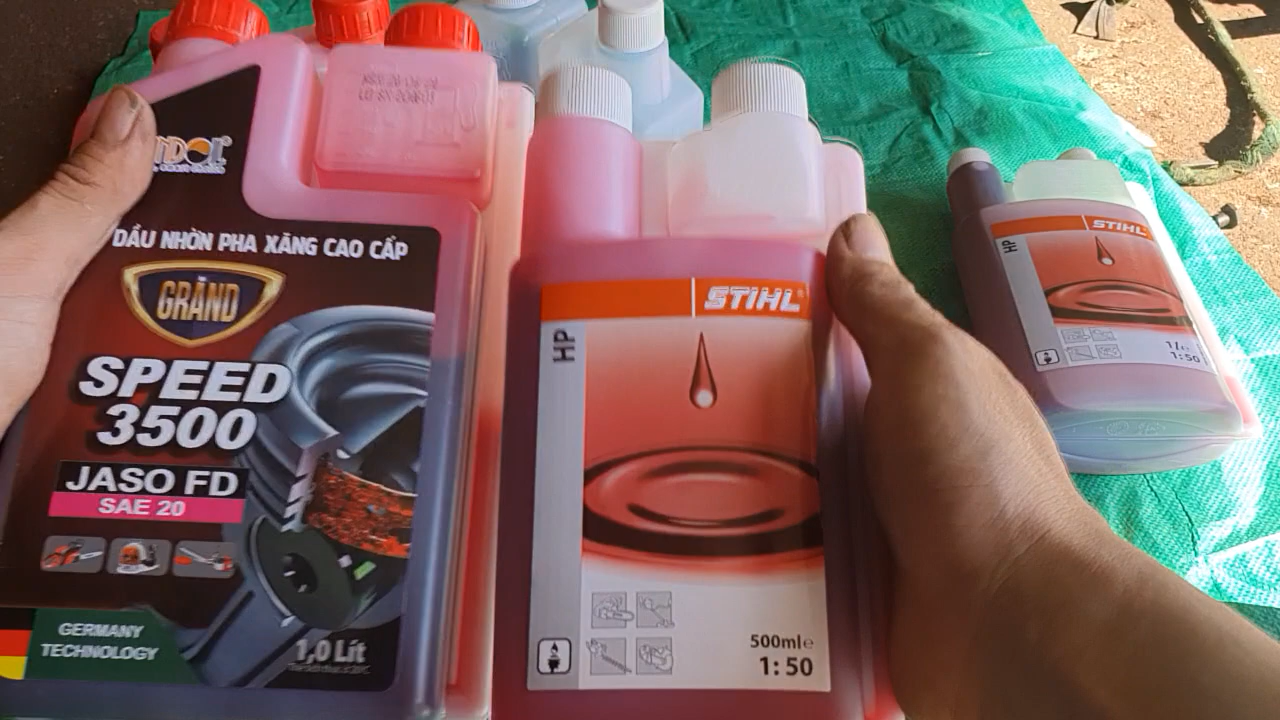 DẦU NHỜN PHA XĂNG CAO CẤP
GRĂND
SPEED
3500
JASO FD
SAE 20
GERMANY
TECHNOLOGY
1,0 Lít
STIHL
HP
500ml e
1:50
STIHL
HP
1:50